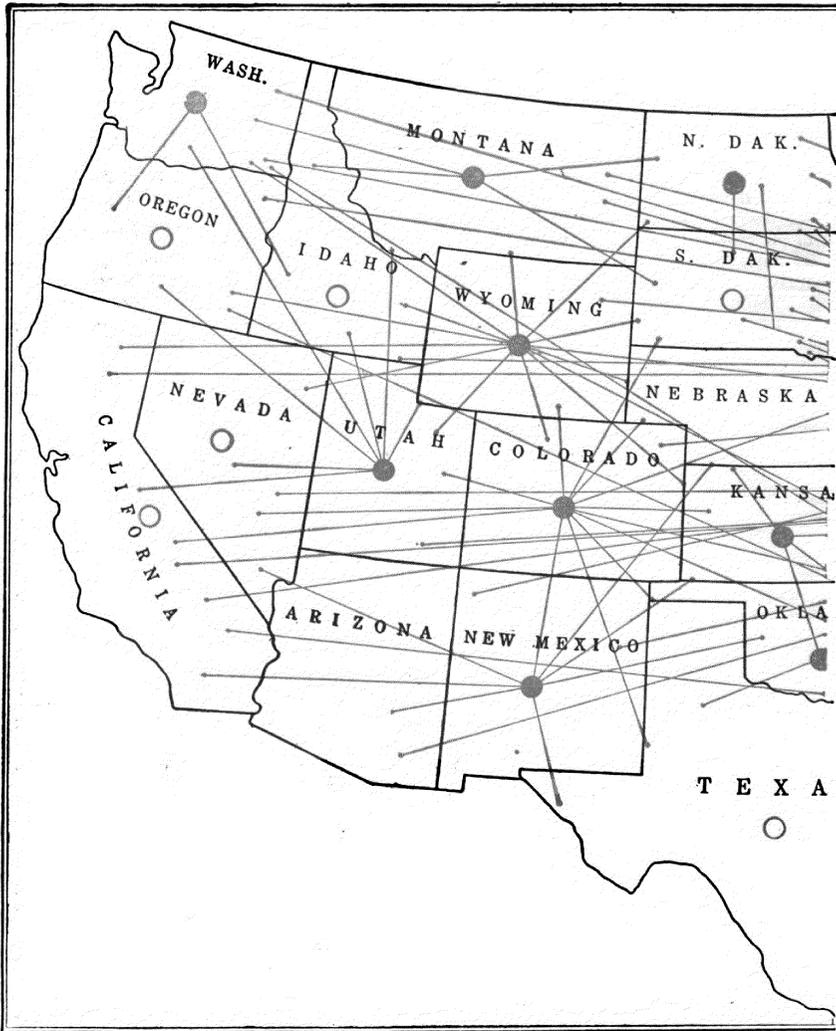 WASH.
MONTANA
N. DAK.
OREGON
IDAHO
S. DAK.
WYOMING
NEVADA
NEBRASKA
UTAH
COLORADO
CALIFORNIA
KANSA
ARIZONA
NEW MEXICO
OKLA
TEXA